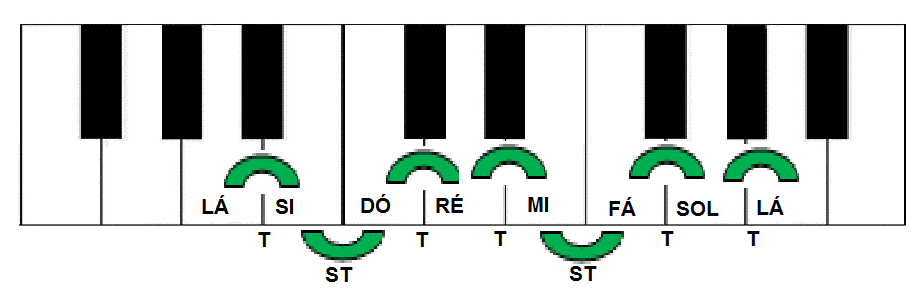 LÁ SI DÓ RÉ MI FÁ SOL LÁ
T T T T T
ST ST